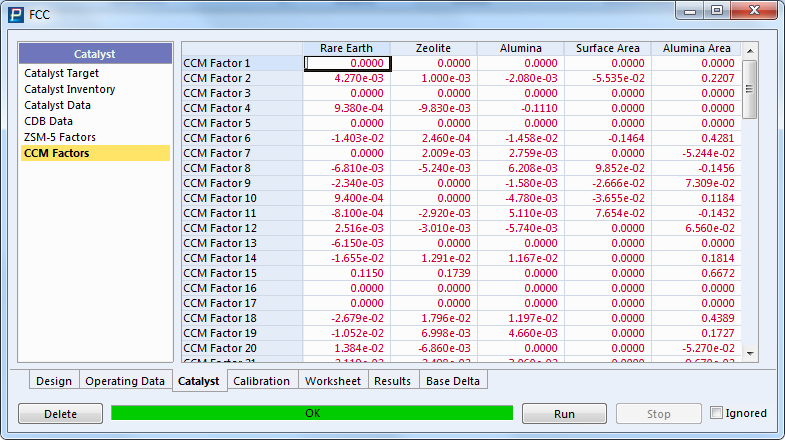 FCC
Catalyst
Catalyst Target
Catalyst Inventory
Catalyst Data
CDB Data
ZSM-5 Factors
CCM Factors
Rare Earth Zeolite Alumina Surface Area Alumina Area
CCM Factor 1 0.0000 0.0000 0.0000 0.0000 0.0000
CCM Factor 2 4.270e-03 1.000e-03 -2.080e-03 -5.535e-02 0.2207
CCM Factor 3 0.0000 0.0000 0.0000 0.0000 0.0000
CCM Factor 4 9.380e-04 -9.830e-03 -0.1110 0.0000 0.0000
CCM Factor 5 0.0000 0.0000 0.0000 0.0000 0.0000
CCM Factor 6 -1.403e-02 2.460e-04 -1.458e-02 -0.1464 0.4281
CCM Factor 7 0.0000 2.009e-03 2.759e-03 0.0000 -5.244e-02
CCM Factor 8 -6.810e-03 -5.240e-03 6.208e-03 9.852e-02 -0.1456
CCM Factor 9 -2.340e-03 0.0000 -1.580e-03 -2.666e-02 7.309e-02
CCM Factor 10 9.400e-04 0.0000 -4.780e-03 -3.655e-02 0.1184
CCM Factor 11 -8.100e-04 -2.920e-03 5.110e-03 7.654e-02 -0.1432
CCM Factor 12 2.516e-03 -3.010e-03 -5.740e-03 0.0000 6.560e-02
CCM Factor 13 -6.150e-03 0.0000 0.0000 0.0000 0.0000
CCM Factor 14 -1.655e-02 1.291e-02 1.167e-02 0.0000 0.1814
CCM Factor 15 0.1150 0.1739 0.0000 0.0000 0.6672
CCM Factor 16 0.0000 0.0000 0.0000 0.0000 0.0000
CCM Factor 17 0.0000 0.0000 0.0000 0.0000 0.0000
CCM Factor 18 -2.679e-02 1.796e-02 1.197e-02 0.0000 0.4389
CCM Factor 19 -1.052e-02 6.998e-03 4.660e-03 0.0000 0.1727
CCM Factor 20 1.384e-02 -6.860e-03 0.0000 0.0000 -5.270e-02
Design Operating Data Catalyst Calibration Worksheet Results Base Delta
Delete OK Run Stop Ignored